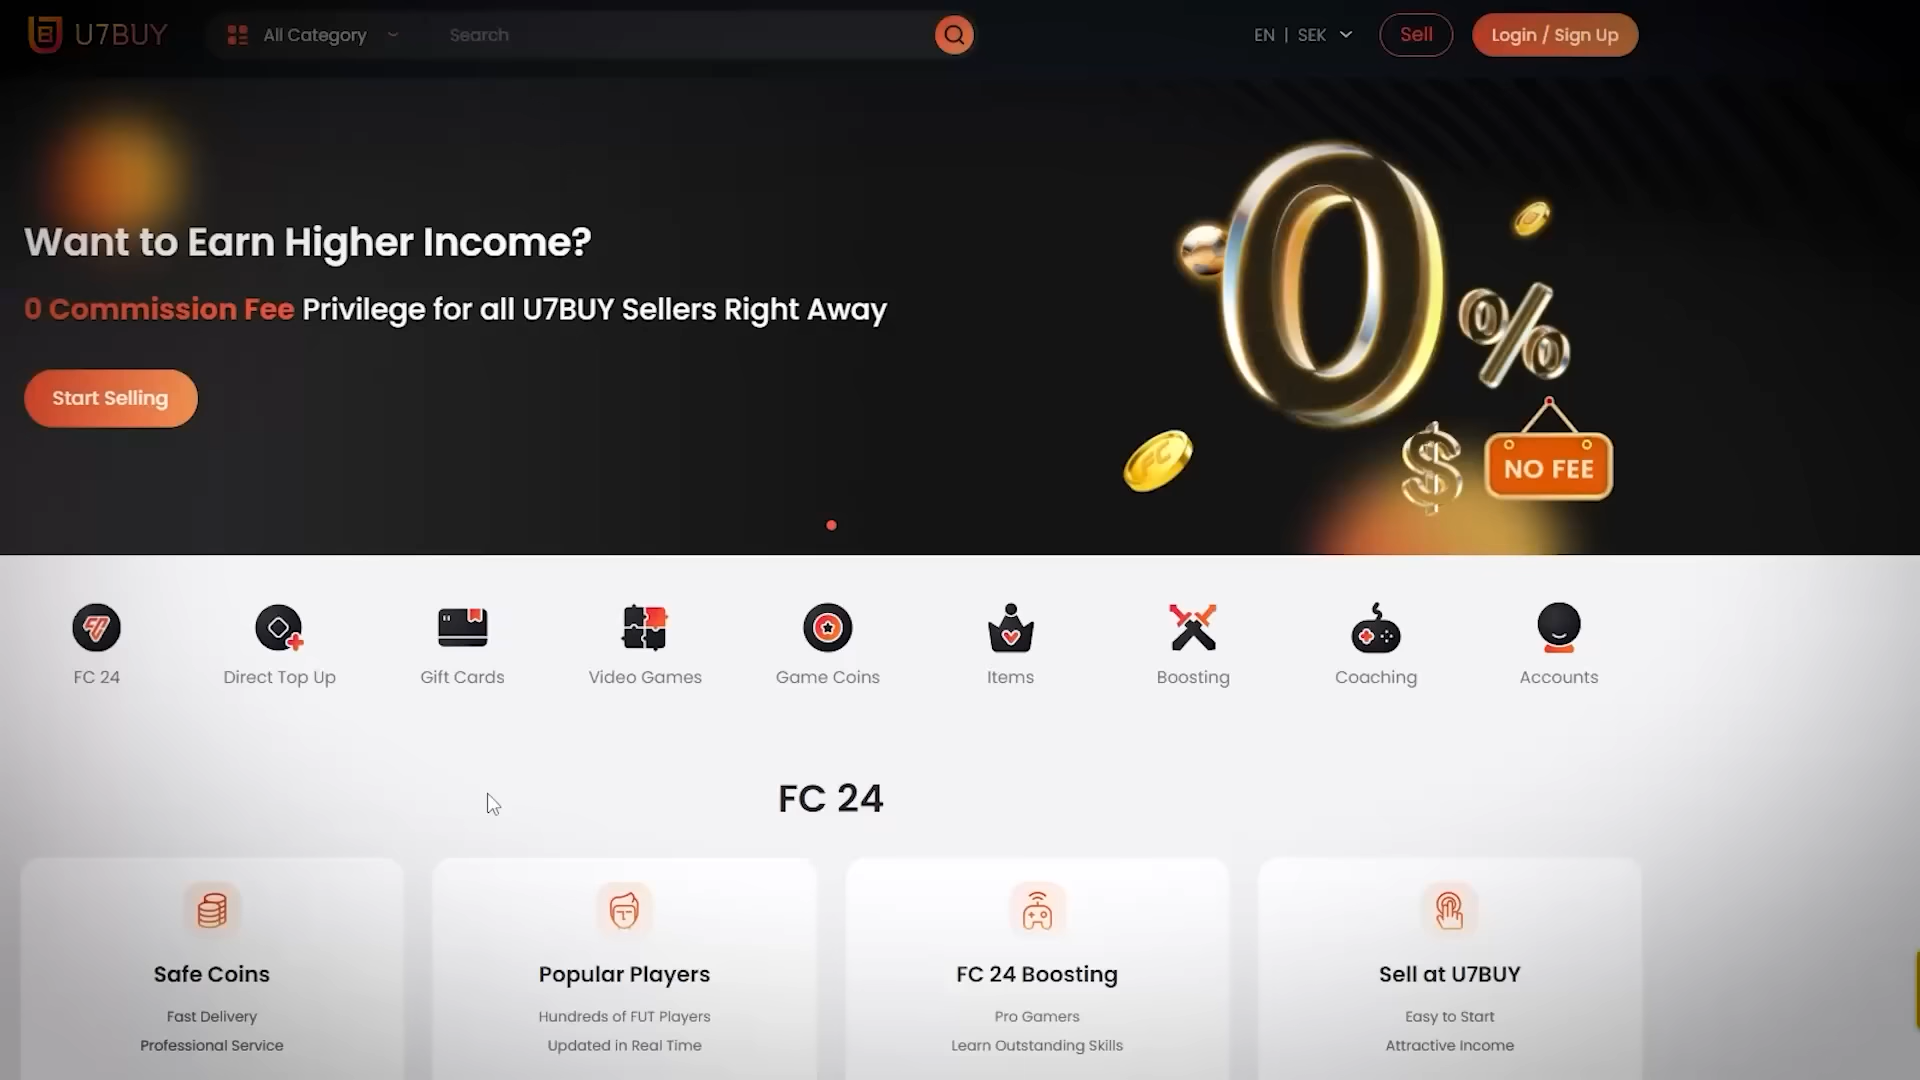 U7BUY
All Category
Search
EN | SEK
Sell
Login / Sign Up
Want to Earn Higher Income?
0 Commission Fee Privilege for all U7BUY Sellers Right Away
Start Selling
0%
FC
$
NO FEE
FC 24
Direct Top Up
Gift Cards
Video Games
Game Coins
Items
Boosting
Coaching
Accounts
FC 24
Safe Coins
Fast Delivery
Professional Service
Popular Players
Hundreds of FUT Players
Updated in Real Time
FC 24 Boosting
Pro Gamers
Learn Outstanding Skills
Sell at U7BUY
Easy to Start
Attractive Income